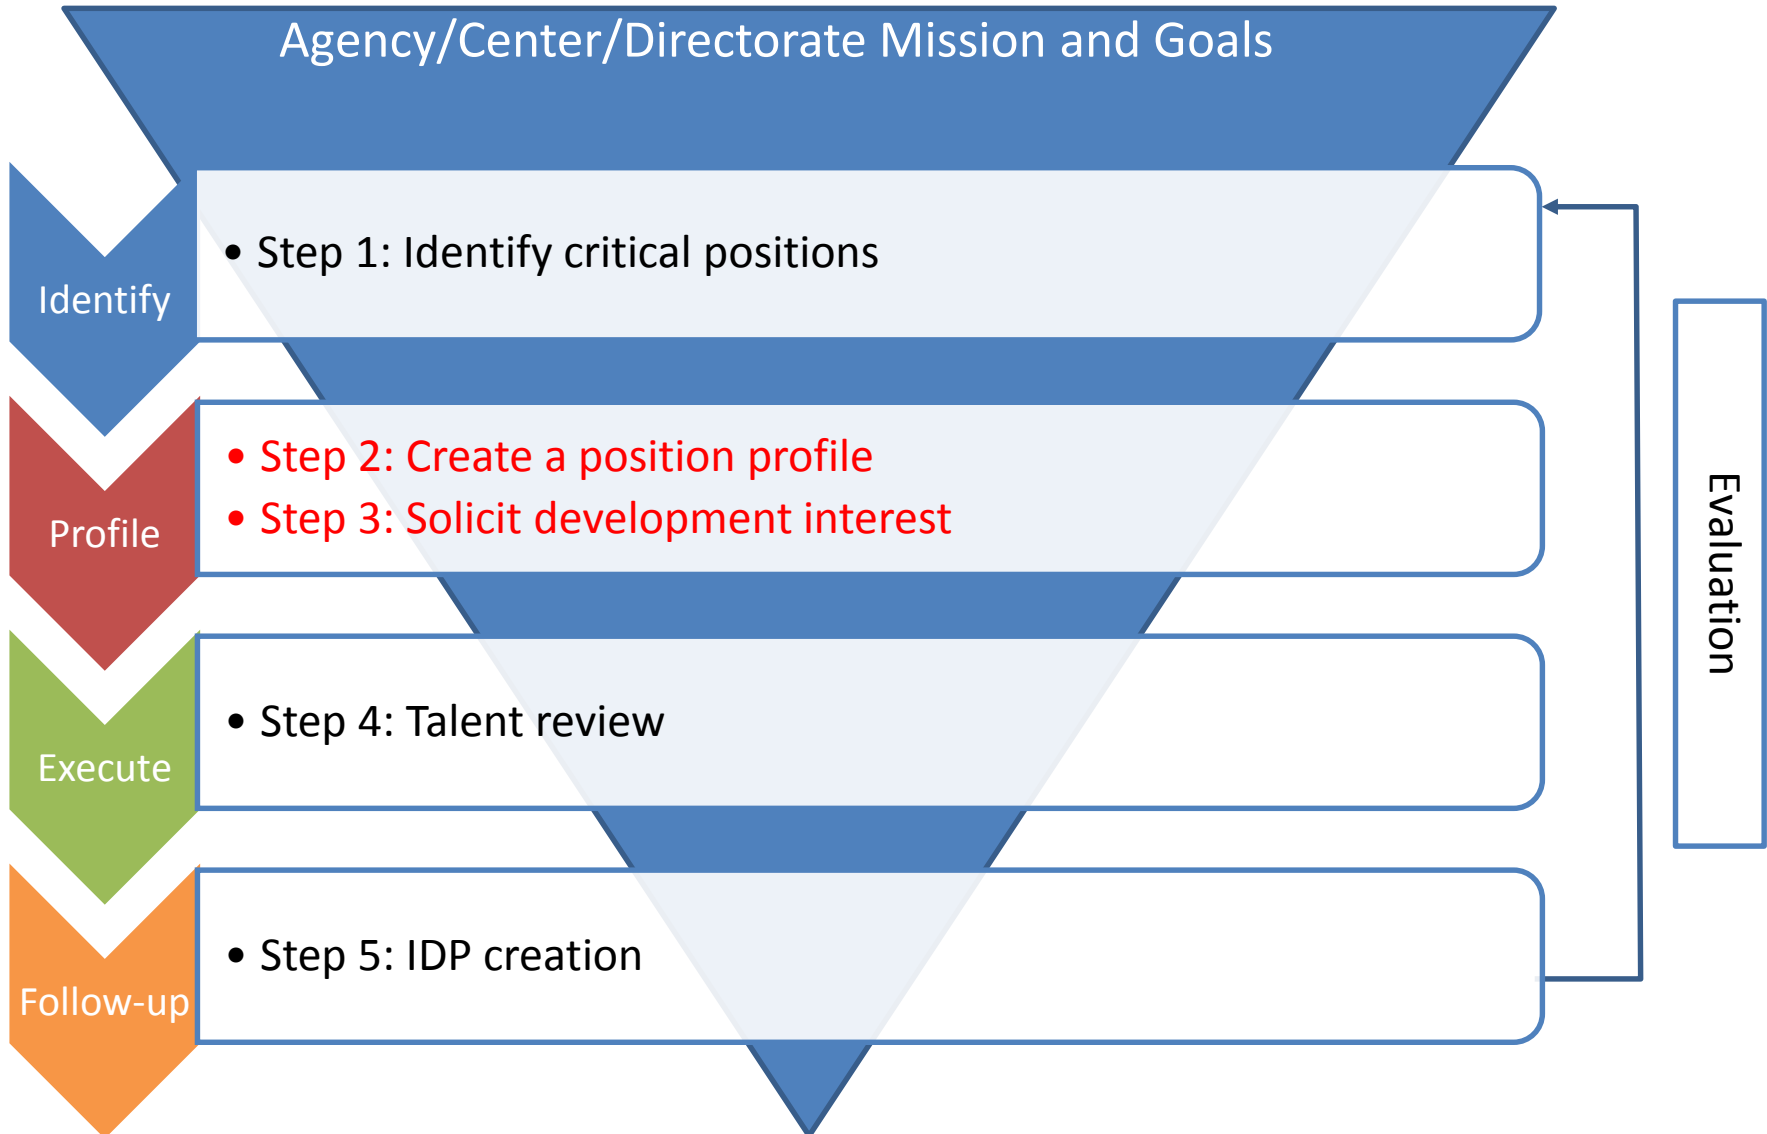 Agency/Center/Directorate Mission and Goals
Identify
• Step 1: Identify critical positions
Profile
• Step 2: Create a position profile
• Step 3: Solicit development interest
Execute
• Step 4: Talent review
Follow-up
• Step 5: IDP creation
Evaluation